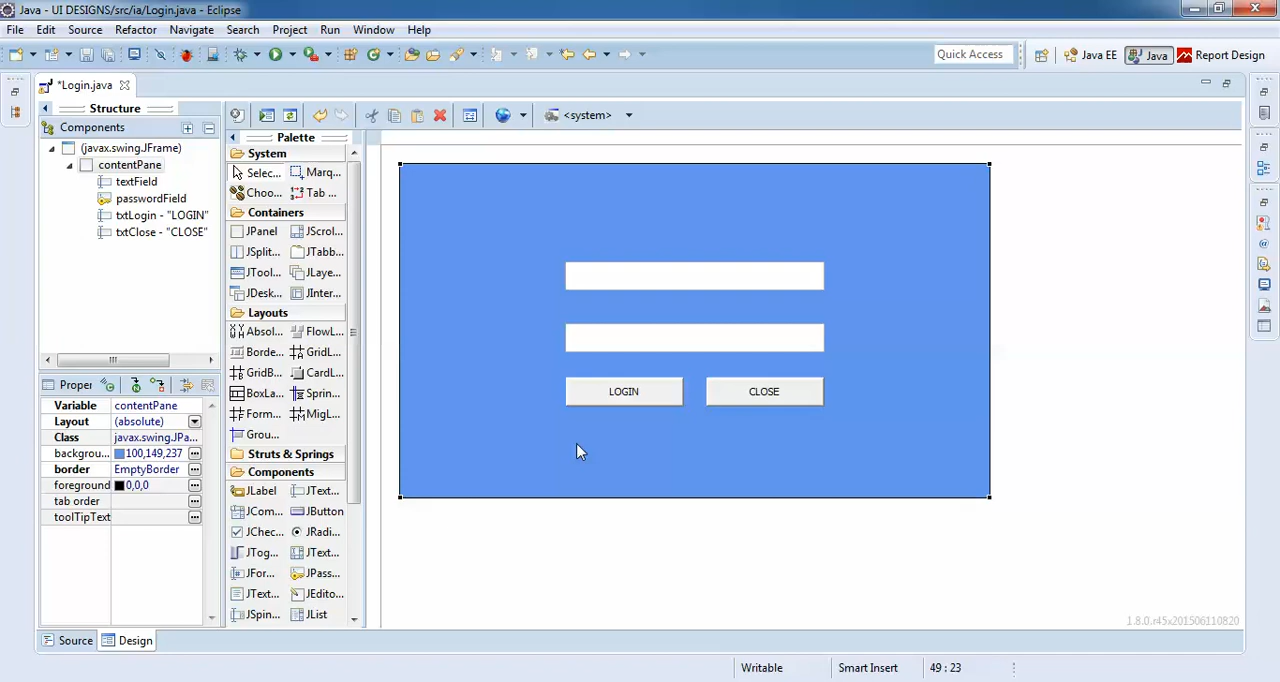 Java - UI DESIGNS/src/ia/Login.java - Eclipse
File Edit Source Refactor Navigate Search Project Run Window Help
Quick Access Java EE Java Report Design
*Login.java
Structure
Components
(javax.swing.JFrame)
contentPane
textField
passwordField
txtLogin - "LOGIN"
txtClose - "CLOSE"
<system>
Palette
System
Selec... Marq...
Choo... Tab ...
Containers
JPanel JScrol...
JSplit... JTabb...
JTool... JLaye...
JDesk... JInter...
Layouts
Absol... FlowL...
Borde... GridL...
GridB... CardL...
BoxLa... Sprin...
Form... MigL...
Grou...
Struts & Springs
Components
JLabel JText...
JCom... JButton
JChec... JRadi...
JTog... JText...
JFor... JPass...
JText... JEdito...
JSpin... JList
Proper
Variable contentPane
Layout (absolute)
Class javax.swing.JPa...
backgrou... 100,149,237
border EmptyBorder
foreground 0,0,0
tab order
toolTipText
LOGIN CLOSE
1.8.0.r45x201506110820
Source Design
Writable Smart Insert 49 : 23